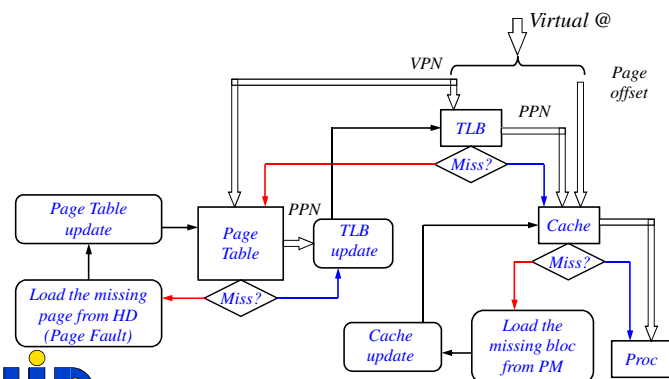 Virtual @
VPN
Page
offset
PPN
TLB
Miss?
Page Table
update
PPN
Page
Table
TLB
update
Cache
Miss?
Load the missing
page from HD
(Page Fault)
Miss?
Cache
update
Load the
missing bloc
from PM
Proc